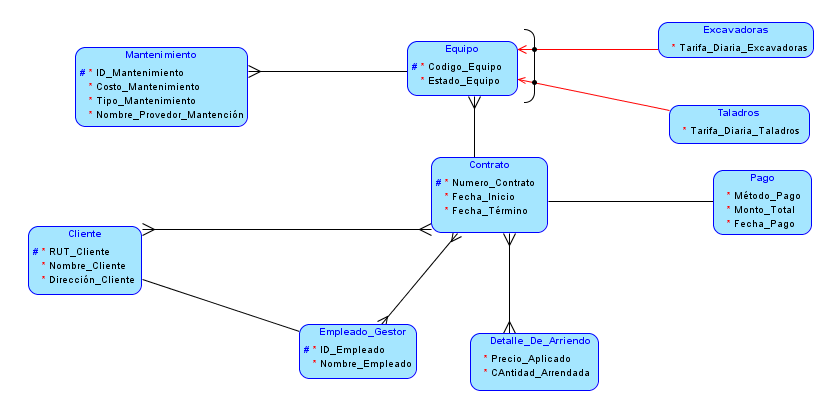 Mantenimiento
# * ID_Mantenimiento
* Costo_Mantenimiento
* Tipo_Mantenimiento
* Nombre_Provedor_Mantención
Equipo
# * Codigo_Equipo
* Estado_Equipo
Excavadoras
* Tarifa_Diaria_Excavadoras
Taladros
* Tarifa_Diaria_Taladros
Contrato
# * Numero_Contrato
* Fecha_Inicio
* Fecha_Término
Pago
* Método_Pago
* Monto_Total
* Fecha_Pago
Cliente
# * RUT_Cliente
* Nombre_Cliente
* Dirección_Cliente
Empleado_Gestor
# * ID_Empleado
* Nombre_Empleado
Detalle_De_Arriendo
* Precio_Aplicado
* CAntidad_Arrendada